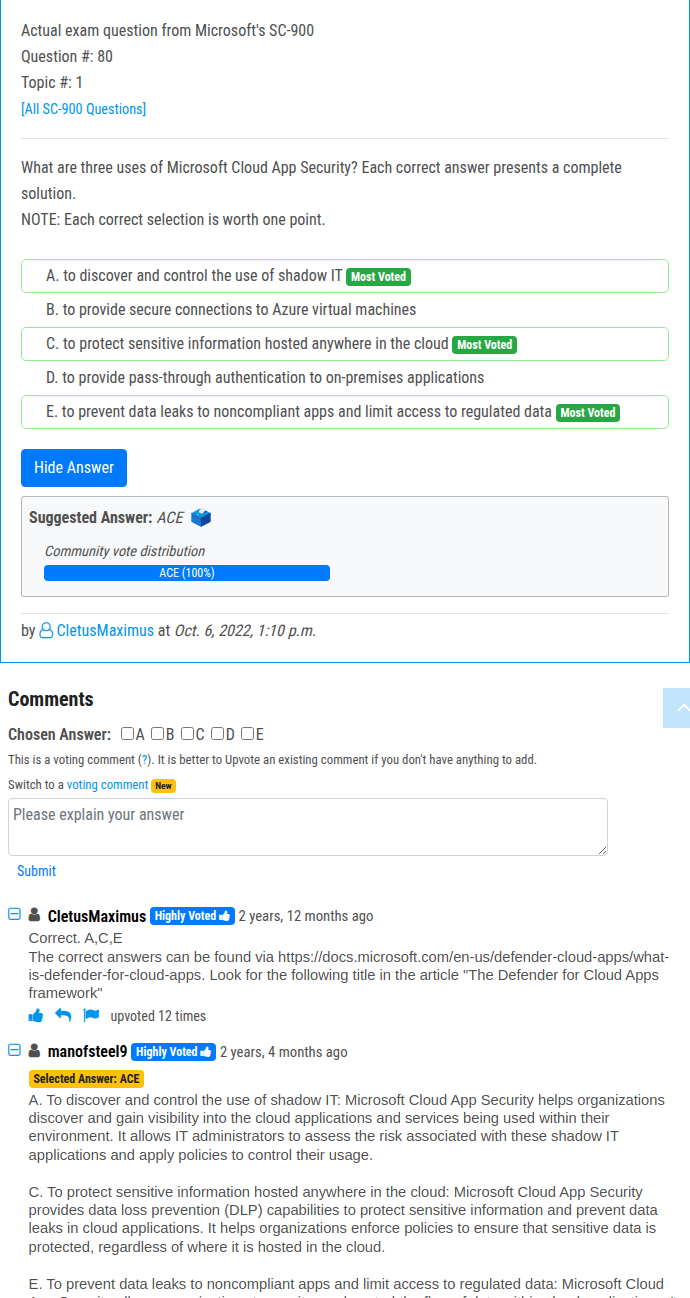 Actual exam question from Microsoft's SC-900
Question #: 80
Topic #: 1
[All SC-900 Questions]
What are three uses of Microsoft Cloud App Security? Each correct answer presents a complete
solution.
NOTE: Each correct selection is worth one point.
A. to discover and control the use of shadow IT Most Voted
B. to provide secure connections to Azure virtual machines
C. to protect sensitive information hosted anywhere in the cloud Most Voted
D. to provide pass-through authentication to on-premises applications
E. to prevent data leaks to noncompliant apps and limit access to regulated data Most Voted
Hide Answer
Suggested Answer: ACE
Community vote distribution
ACE (100%)
by CletusMaximus at Oct. 6, 2022, 1:10 p.m.
Comments
Chosen Answer: A B C D E
This is a voting comment (?). It is better to Upvote an existing comment if you don't have anything to add.
Switch to a voting comment New
Please explain your answer
Submit
CletusMaximus Highly Voted 2 years, 12 months ago
Correct. A,C,E
The correct answers can be found via https://docs.microsoft.com/en-us/defender-cloud-apps/what-
is-defender-for-cloud-apps. Look for the following title in the article "The Defender for Cloud Apps
framework"
upvoted 12 times
manofsteel9 Highly Voted 2 years, 4 months ago
Selected Answer: ACE
A. To discover and control the use of shadow IT: Microsoft Cloud App Security helps organizations
discover and gain visibility into the cloud applications and services being used within their
environment. It allows IT administrators to assess the risk associated with these shadow IT
applications and apply policies to control their usage.
C. To protect sensitive information hosted anywhere in the cloud: Microsoft Cloud App Security
provides data loss prevention (DLP) capabilities to protect sensitive information and prevent data
leaks in cloud applications. It helps organizations enforce policies to ensure that sensitive data is
protected, regardless of where it is hosted in the cloud.
E. To prevent data leaks to noncompliant apps and limit access to regulated data: Microsoft Cloud